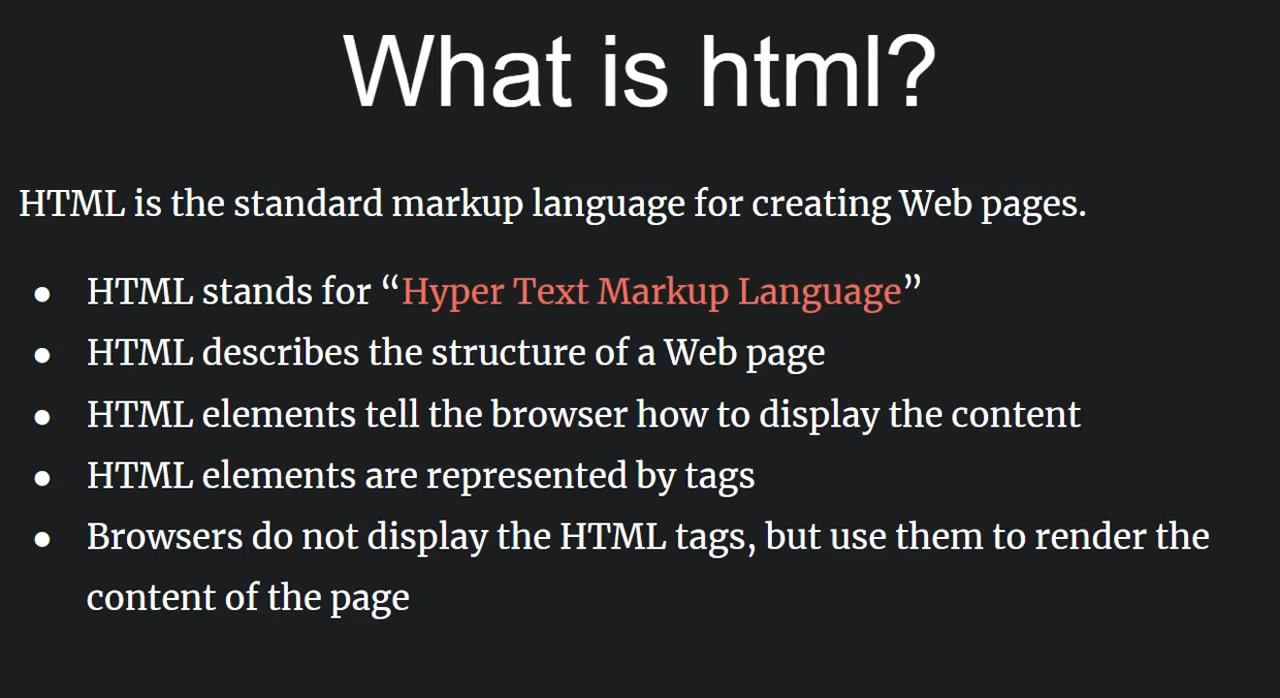 What is html?
HTML is the standard markup language for creating Web pages.
● HTML stands for “Hyper Text Markup Language”
● HTML describes the structure of a Web page
● HTML elements tell the browser how to display the content
● HTML elements are represented by tags
● Browsers do not display the HTML tags, but use them to render the
content of the page